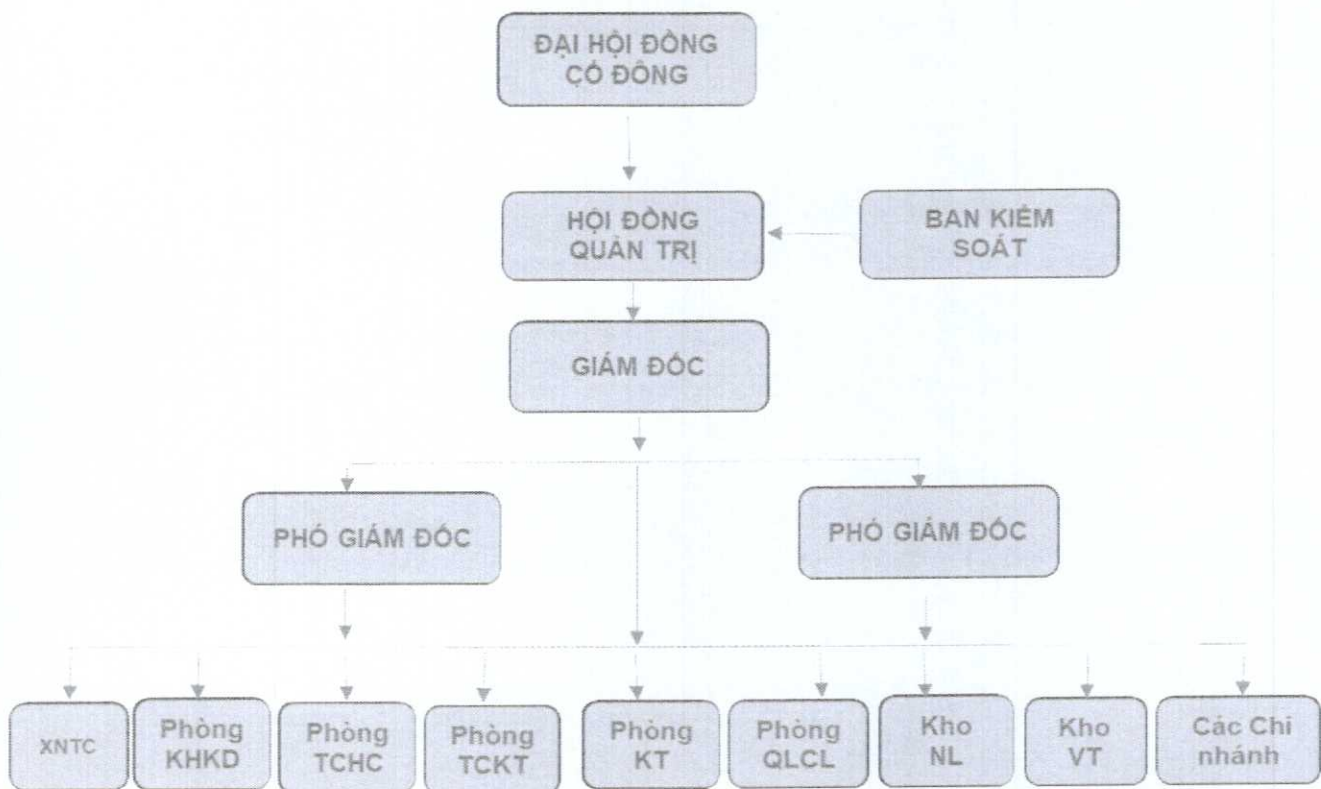 ĐẠI HỘI ĐỒNG
CỔ ĐÔNG
HỘI ĐỒNG
QUẢN TRỊ
BAN KIỂM
SOÁT
GIÁM ĐỐC
PHÓ GIÁM ĐỐC
PHÓ GIÁM ĐỐC
XNTC
Phòng
KHKD
Phòng
TCHC
Phòng
TCKT
Phòng
KT
Phòng
QLCL
Kho
NL
Kho
VT
Các Chi
nhánh